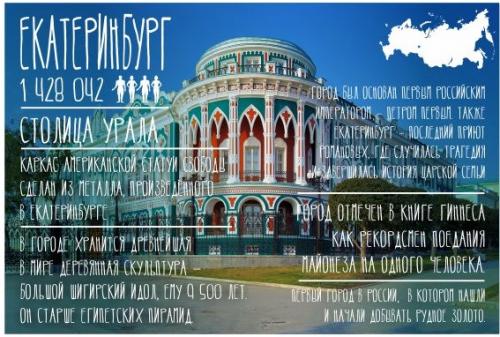 ЕКАТЕРИНБУРГ
1 428 042
СТОЛИЦА УРАЛА
КАРКАС АМЕРИКАНСКОЙ СТАТУИ СВОБОДЫ
СДЕЛАН ИЗ МЕТАЛЛА, ПРОИЗВЕДЕННОГО
В ЕКАТЕРИНБУРГЕ
В ГОРОДЕ ХРАНИТСЯ ДРЕВНЕЙШАЯ
В МИРЕ ДЕРЕВЯННАЯ СКУЛЬПТУРА –
БОЛЬШОЙ ШИГИРСКИЙ ИДОЛ, ЕМУ 9 500 ЛЕТ.
ОН СТАРШЕ ЕГИПЕТСКИХ ПИРАМИД.
ГОРОД БЫЛ ОСНОВАН ПЕРВЫМ РОССИЙСКИМ
ИМПЕРАТОРОМ – ПЕТРОМ ПЕРВЫМ. ТАКЖЕ
ЕКАТЕРИНБУРГ – ПОСЛЕДНИЙ ПРИЮТ
РОМАНОВЫХ, ГДЕ СЛУЧИЛАСЬ ТРАГЕДИЯ
И ЗАВЕРШИЛАСЬ ИСТОРИЯ ЦАРСКОЙ СЕМЬИ
ГОРОД ОТМЕЧЕН В КНИГЕ ГИННЕСА
КАК РЕКОРДСМЕН ПОЕДАНИЯ
МАЙОНЕЗА НА ОДНОГО ЧЕЛОВЕКА.
ПЕРВЫЙ ГОРОД В РОССИИ, В КОТОРОМ НАШЛИ
И НАЧАЛИ ДОБЫВАТЬ РУДНОЕ ЗОЛОТО.